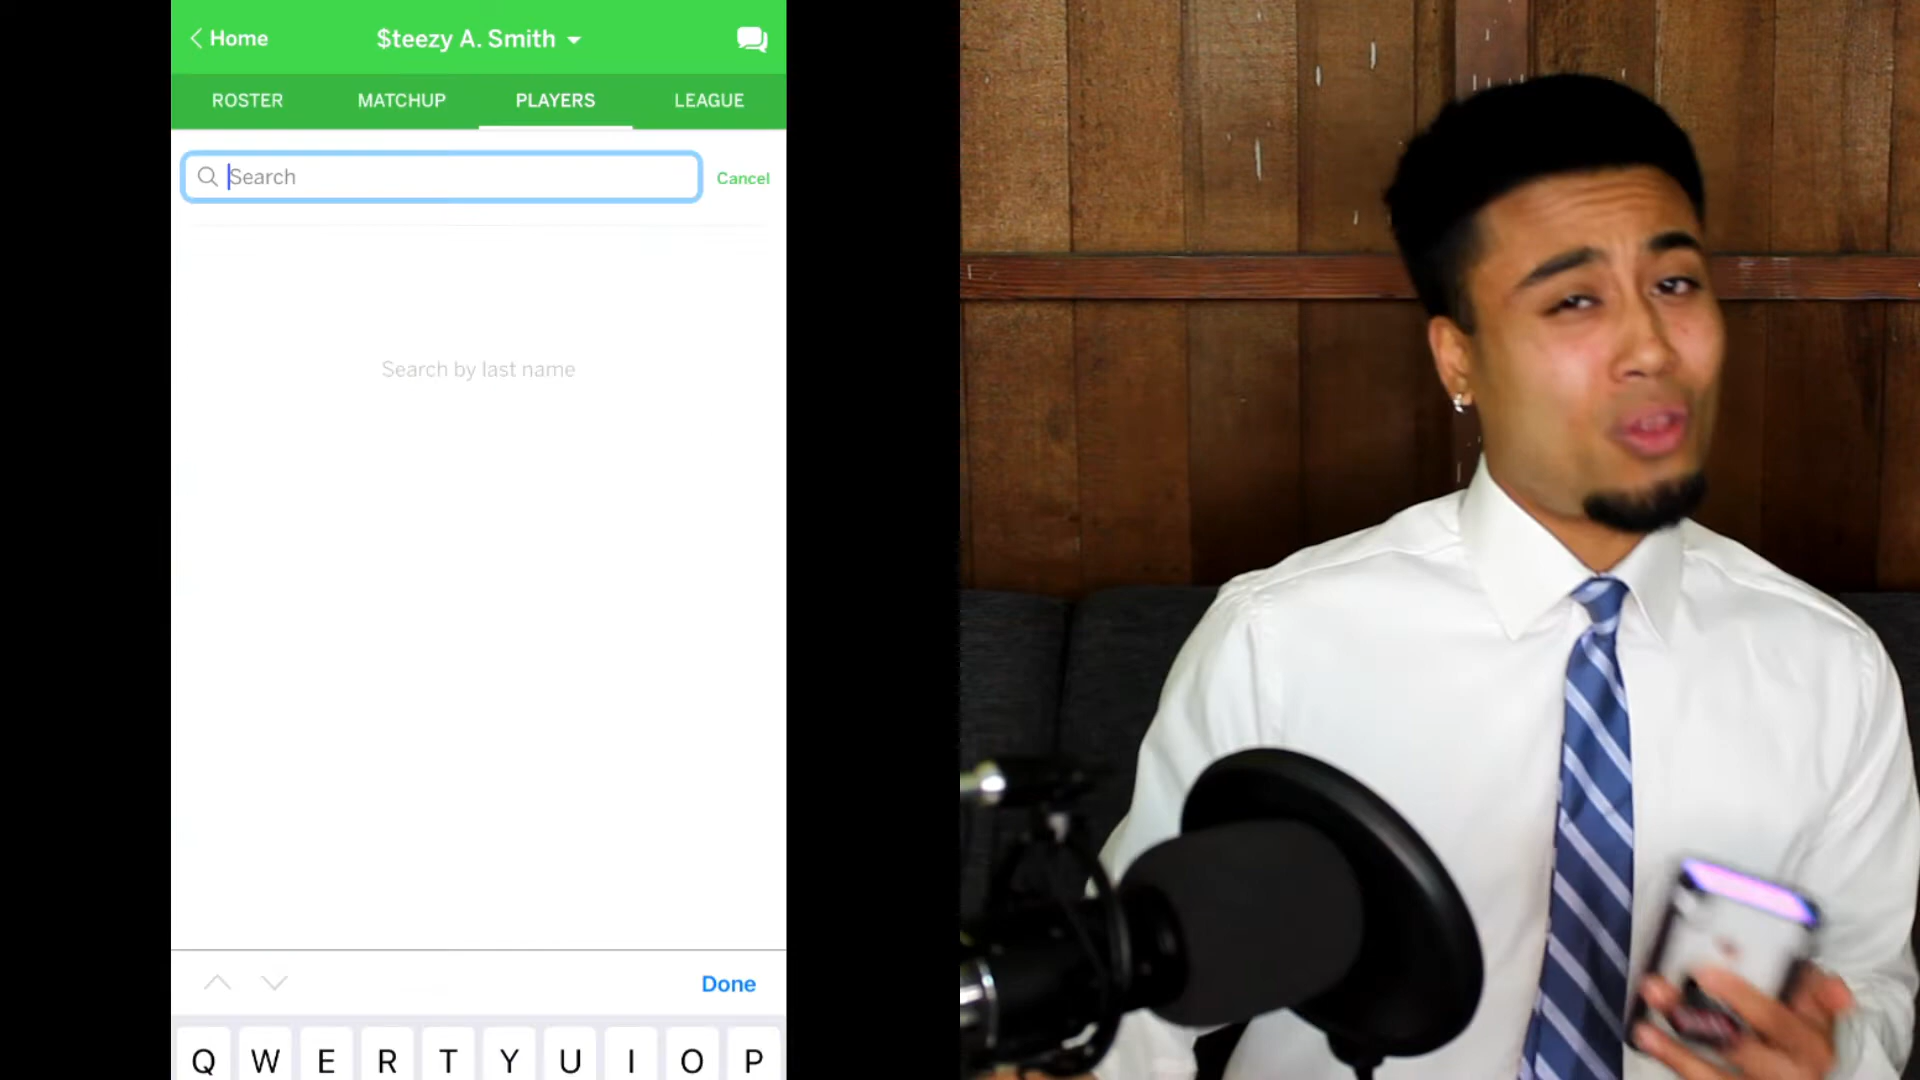 Home
$teezy A. Smith
ROSTER MATCHUP PLAYERS LEAGUE
Search
Cancel
Search by last name
Done
Q W E R T Y U I O P